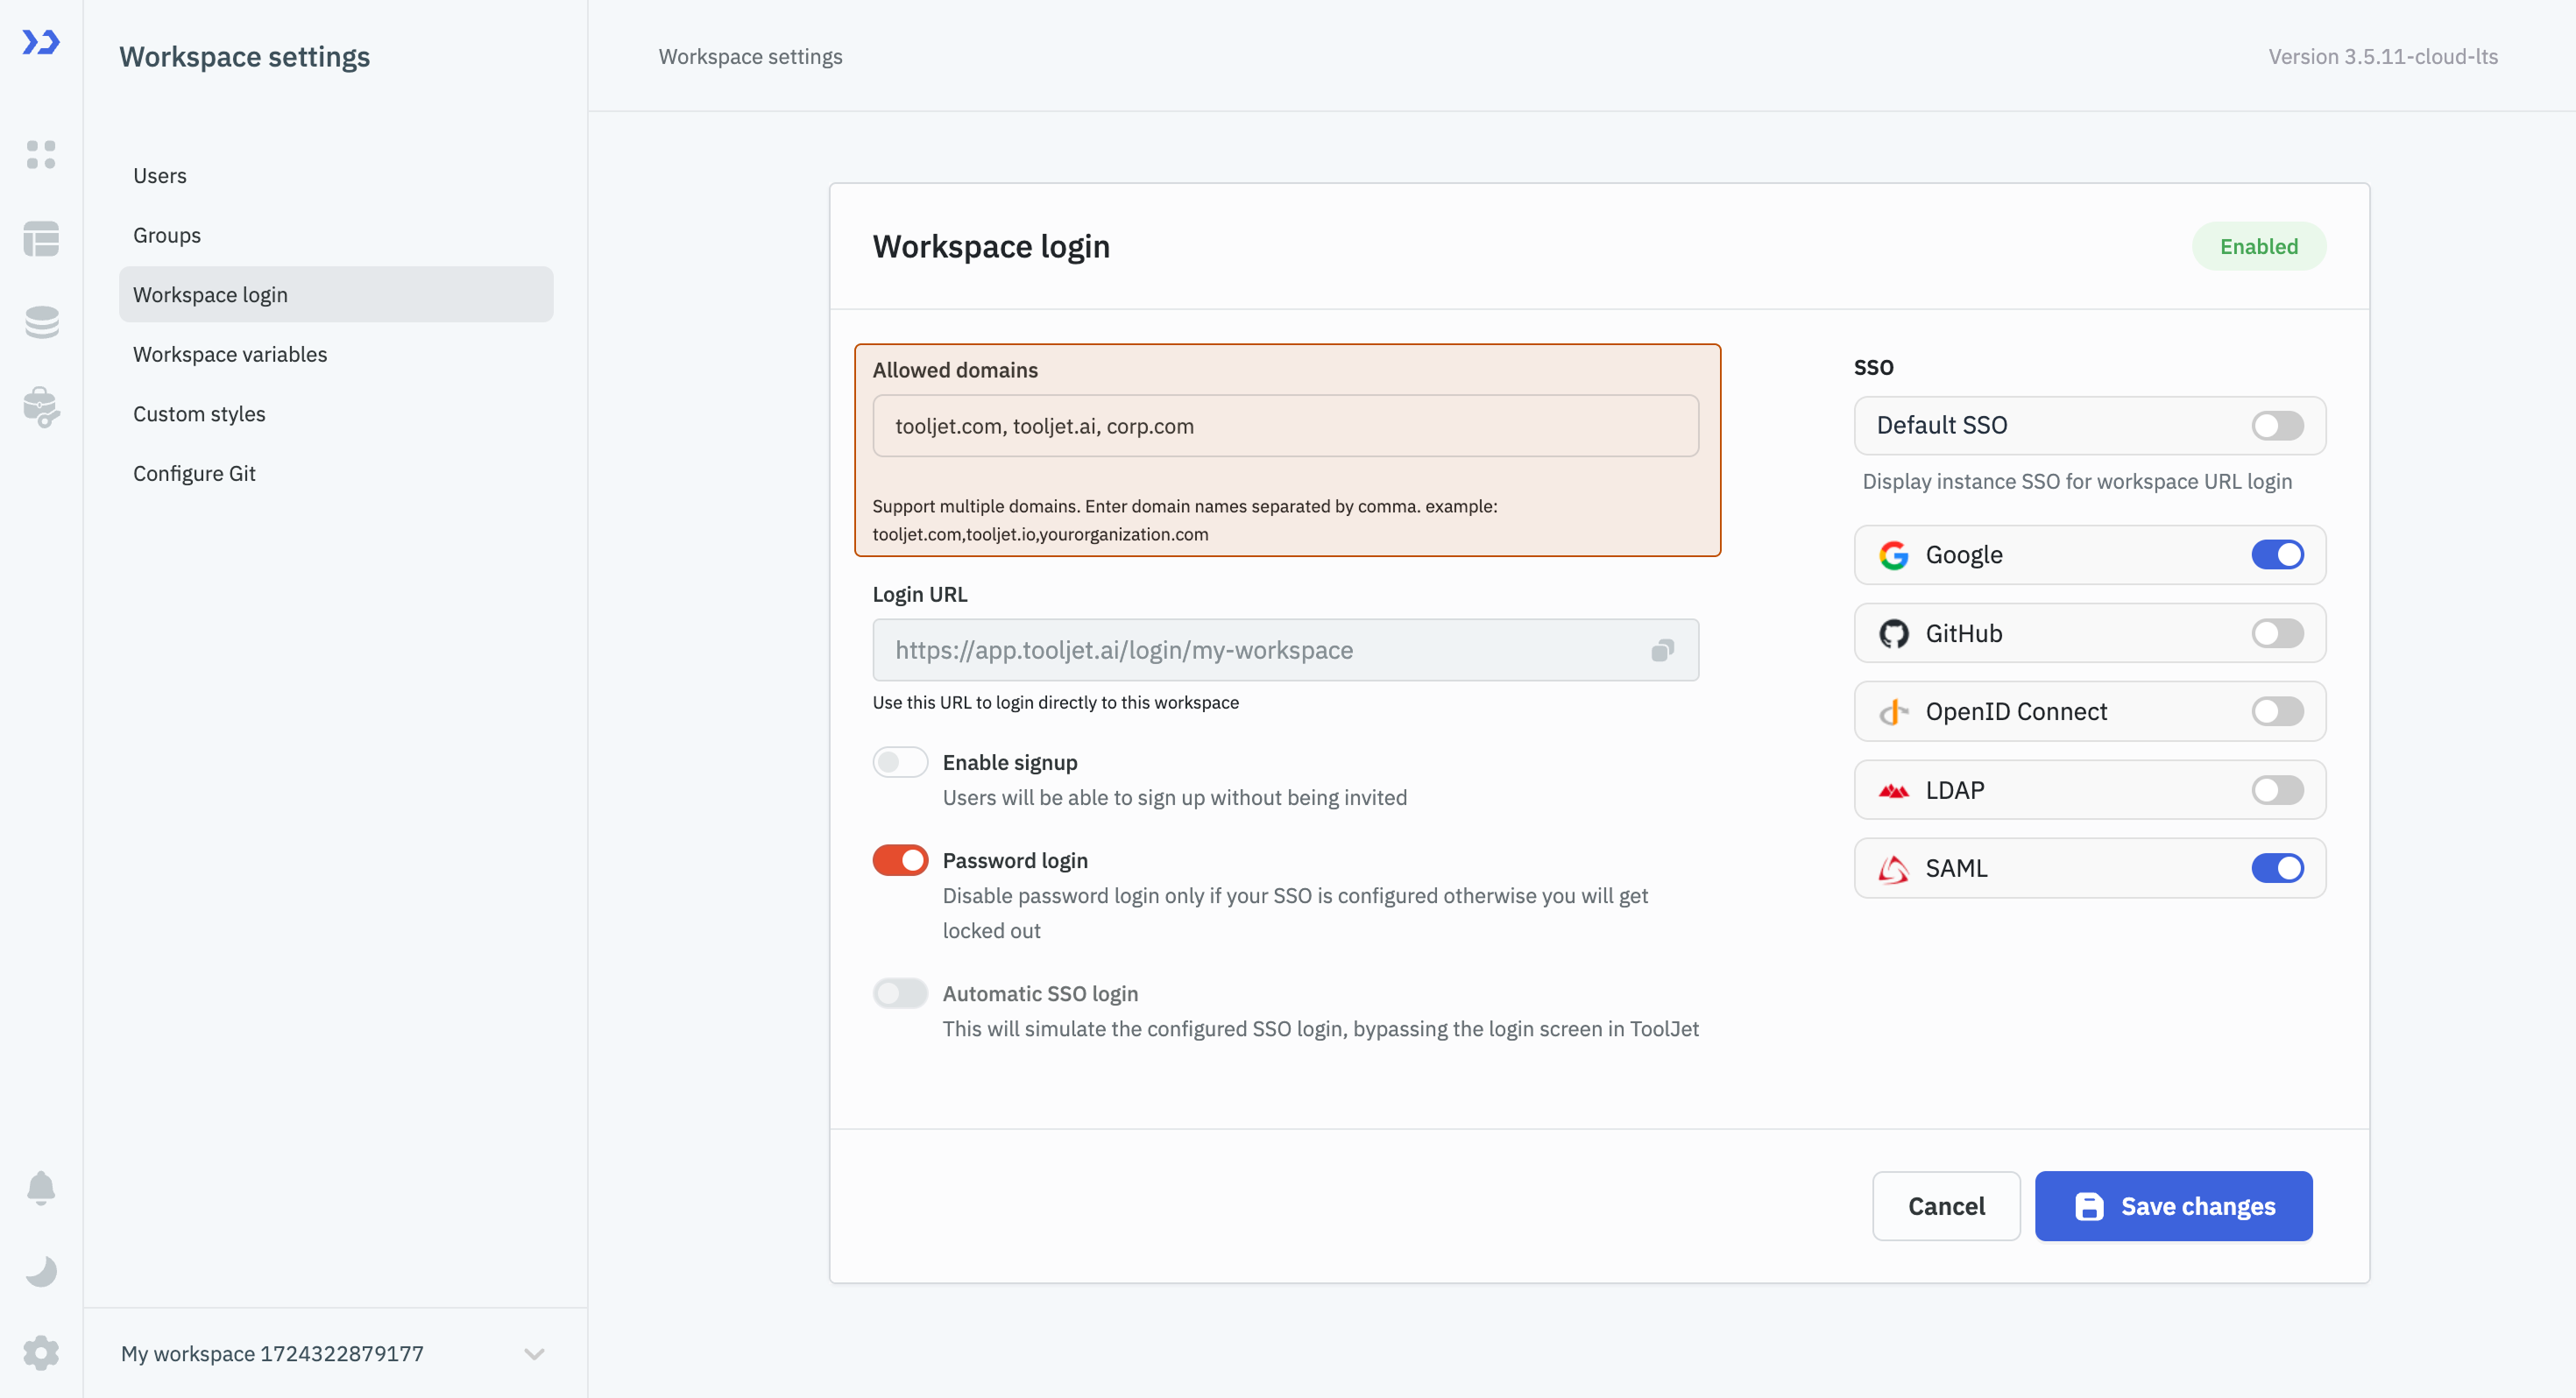 Workspace settings
Workspace settings
Version 3.5.11-cloud-lts
Users
Groups
Workspace login
Workspace variables
Custom styles
Configure Git
My workspace 1724322879177
Workspace login
Enabled
Allowed domains
tooljet.com, tooljet.ai, corp.com
Support multiple domains. Enter domain names separated by comma. example:
tooljet.com,tooljet.io,yourorganization.com
Login URL
https://app.tooljet.ai/login/my-workspace
Use this URL to login directly to this workspace
Enable signup
Users will be able to sign up without being invited
Password login
Disable password login only if your SSO is configured otherwise you will get
locked out
Automatic SSO login
This will simulate the configured SSO login, bypassing the login screen in ToolJet
SSO
Default SSO
Display instance SSO for workspace URL login
Google
GitHub
OpenID Connect
LDAP
SAML
Cancel
Save changes